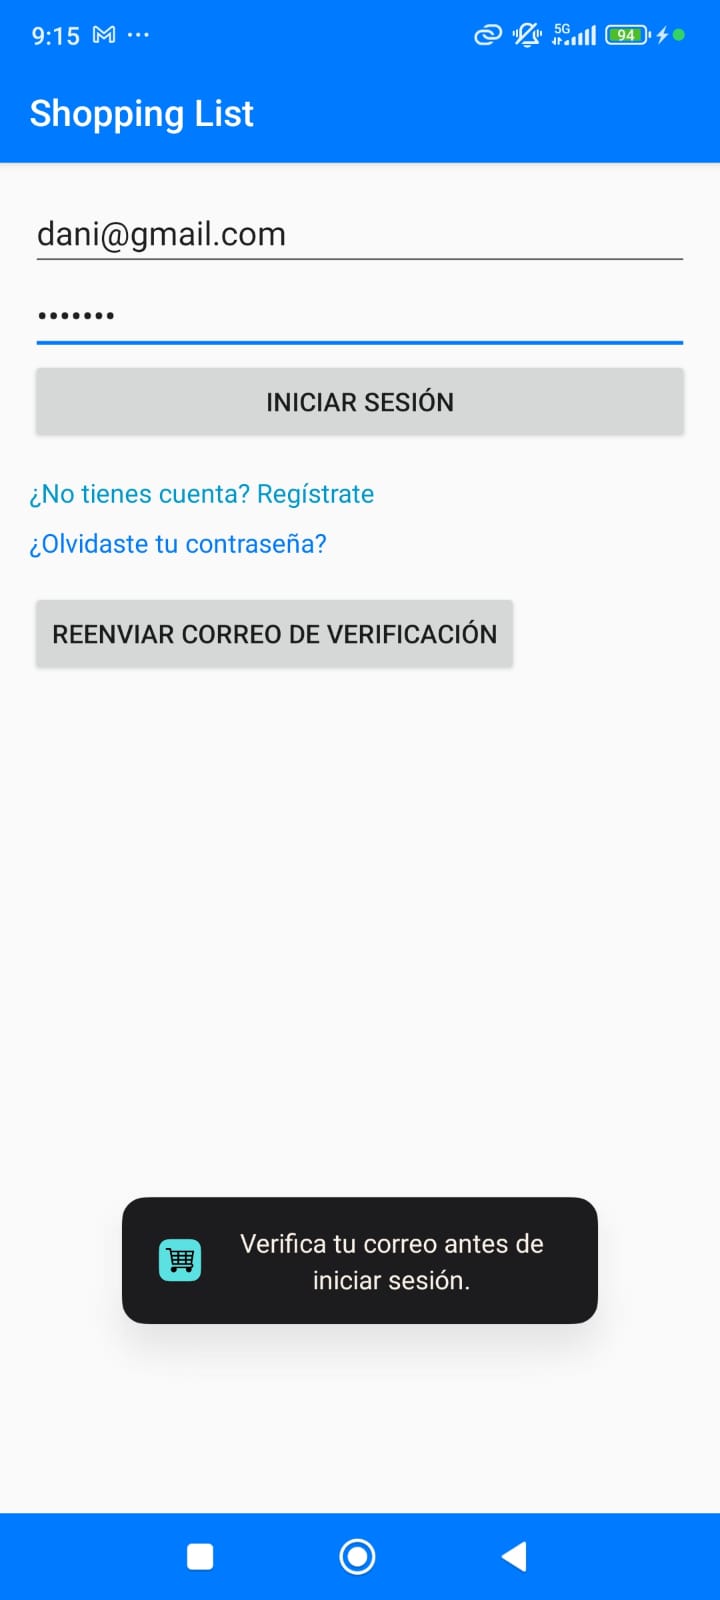 9:15
5G
94
Shopping List
dani@gmail.com
•••••••
INICIAR SESIÓN
¿No tienes cuenta? Regístrate
¿Olvidaste tu contraseña?
REENVIAR CORREO DE VERIFICACIÓN
Verifica tu correo antes de
iniciar sesión.